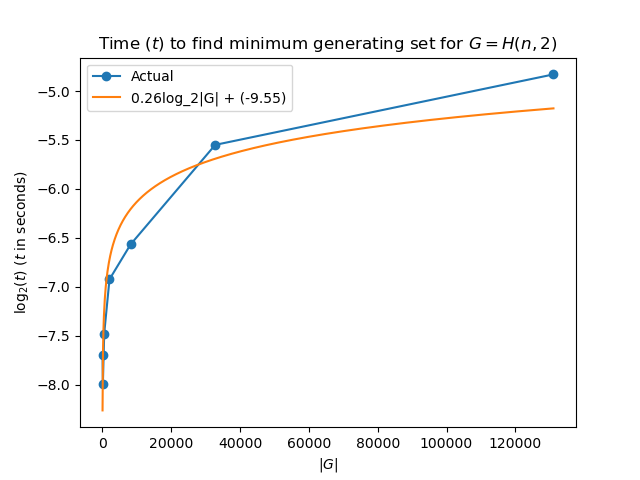 Time (t) to find minimum generating set for G = H(n, 2)
Actual
0.26log_2|G| + (-9.55)
−5.0
−5.5
−6.0
−6.5
−7.0
−7.5
−8.0
log₂(t) (t in seconds)
0 20000 40000 60000 80000 100000 120000
|G|